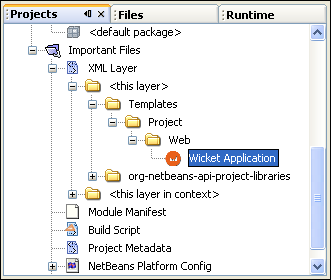 Projects
Files
Runtime
<default package>
Important Files
XML Layer
<this layer>
Templates
Project
Web
Wicket Application
org-netbeans-api-project-libraries
<this layer in context>
Module Manifest
Build Script
Project Metadata
NetBeans Platform Config